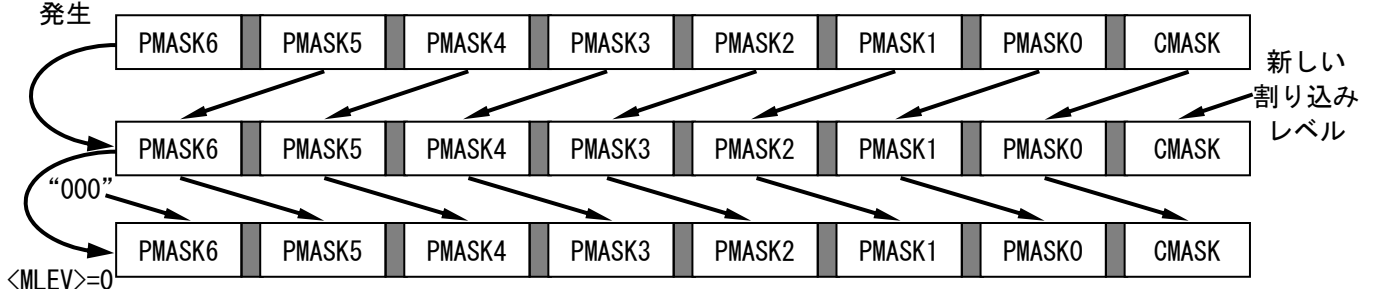 発生
PMASK6 PMASK5 PMASK4 PMASK3 PMASK2 PMASK1 PMASK0 CMASK
新しい
割り込み
レベル
PMASK6 PMASK5 PMASK4 PMASK3 PMASK2 PMASK1 PMASK0 CMASK
“000”
PMASK6 PMASK5 PMASK4 PMASK3 PMASK2 PMASK1 PMASK0 CMASK
<MLEV>=0